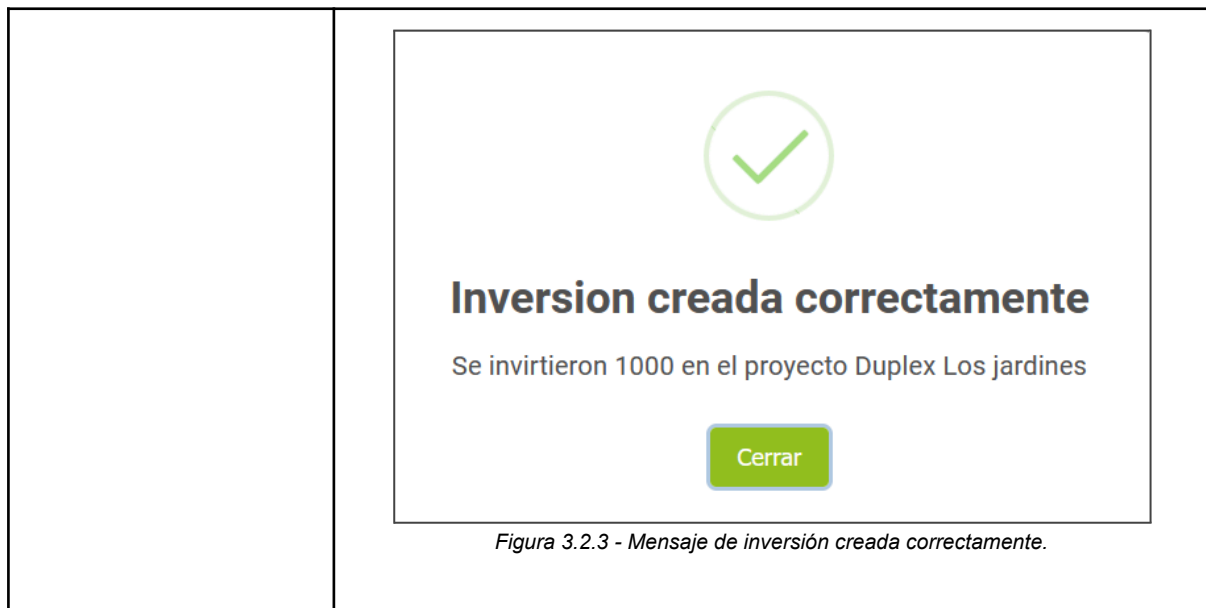 Inversion creada correctamente
Se invirtieron 1000 en el proyecto Duplex Los jardines
Cerrar
Figura 3.2.3 - Mensaje de inversión creada correctamente.